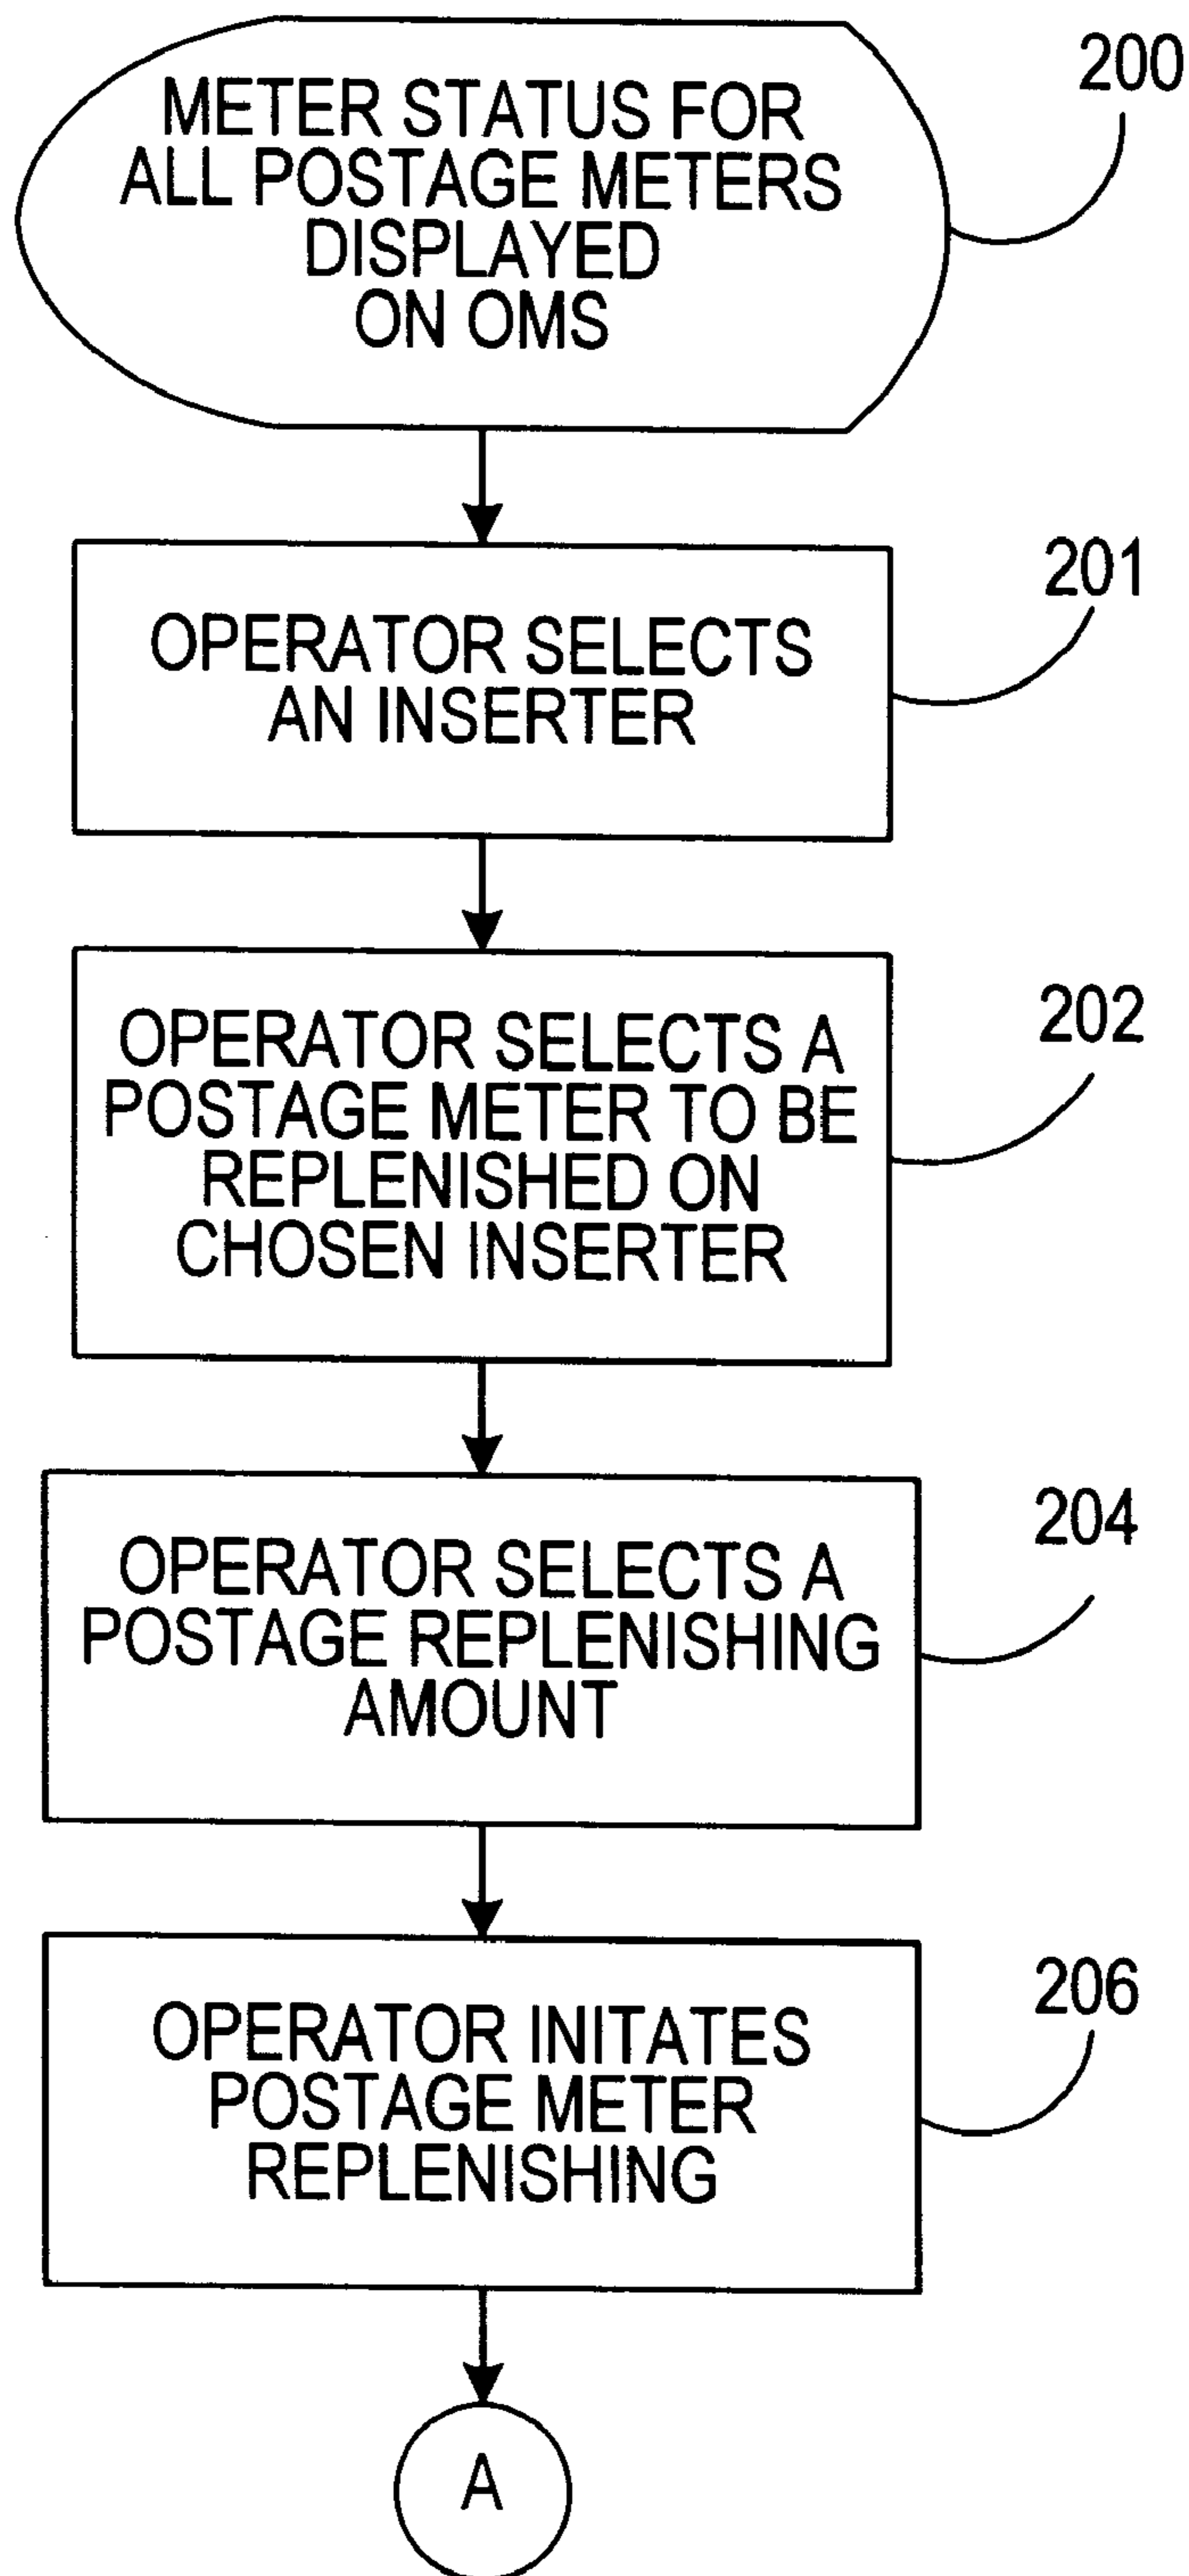 METER STATUS FOR
ALL POSTAGE METERS
DISPLAYED
ON OMS
200
OPERATOR SELECTS
AN INSERTER
201
OPERATOR SELECTS A
POSTAGE METER TO BE
REPLENISHED ON
CHOSEN INSERTER
202
OPERATOR SELECTS A
POSTAGE REPLENISHING
AMOUNT
204
OPERATOR INITATES
POSTAGE METER
REPLENISHING
206
A